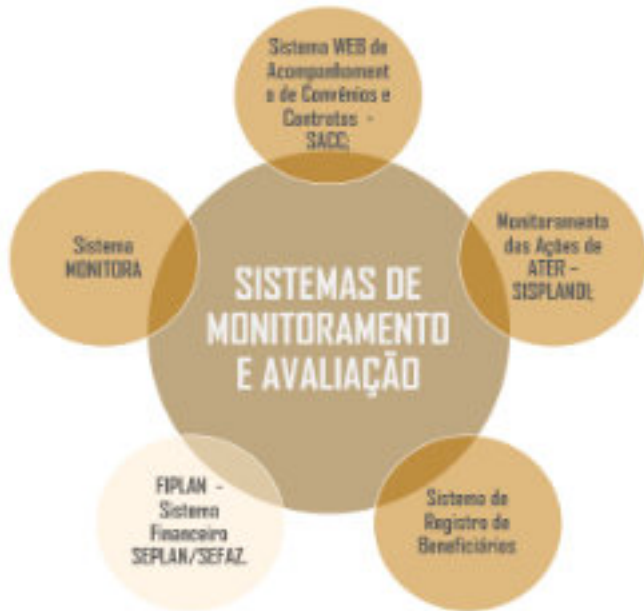 Sistema WEB de
Acompanhament
o de Convênios e
Contratos -
SACC;
Sistema
MONITORA
Monitoramento
das Ações de
ATER -
SISPLANDI;
SISTEMAS DE
MONITORAMENTO
E AVALIAÇÃO
FIPLAN -
Sistema
Financeiro
SEPLAN/SEFAZ.
Sistema de
Registro de
Beneficiários